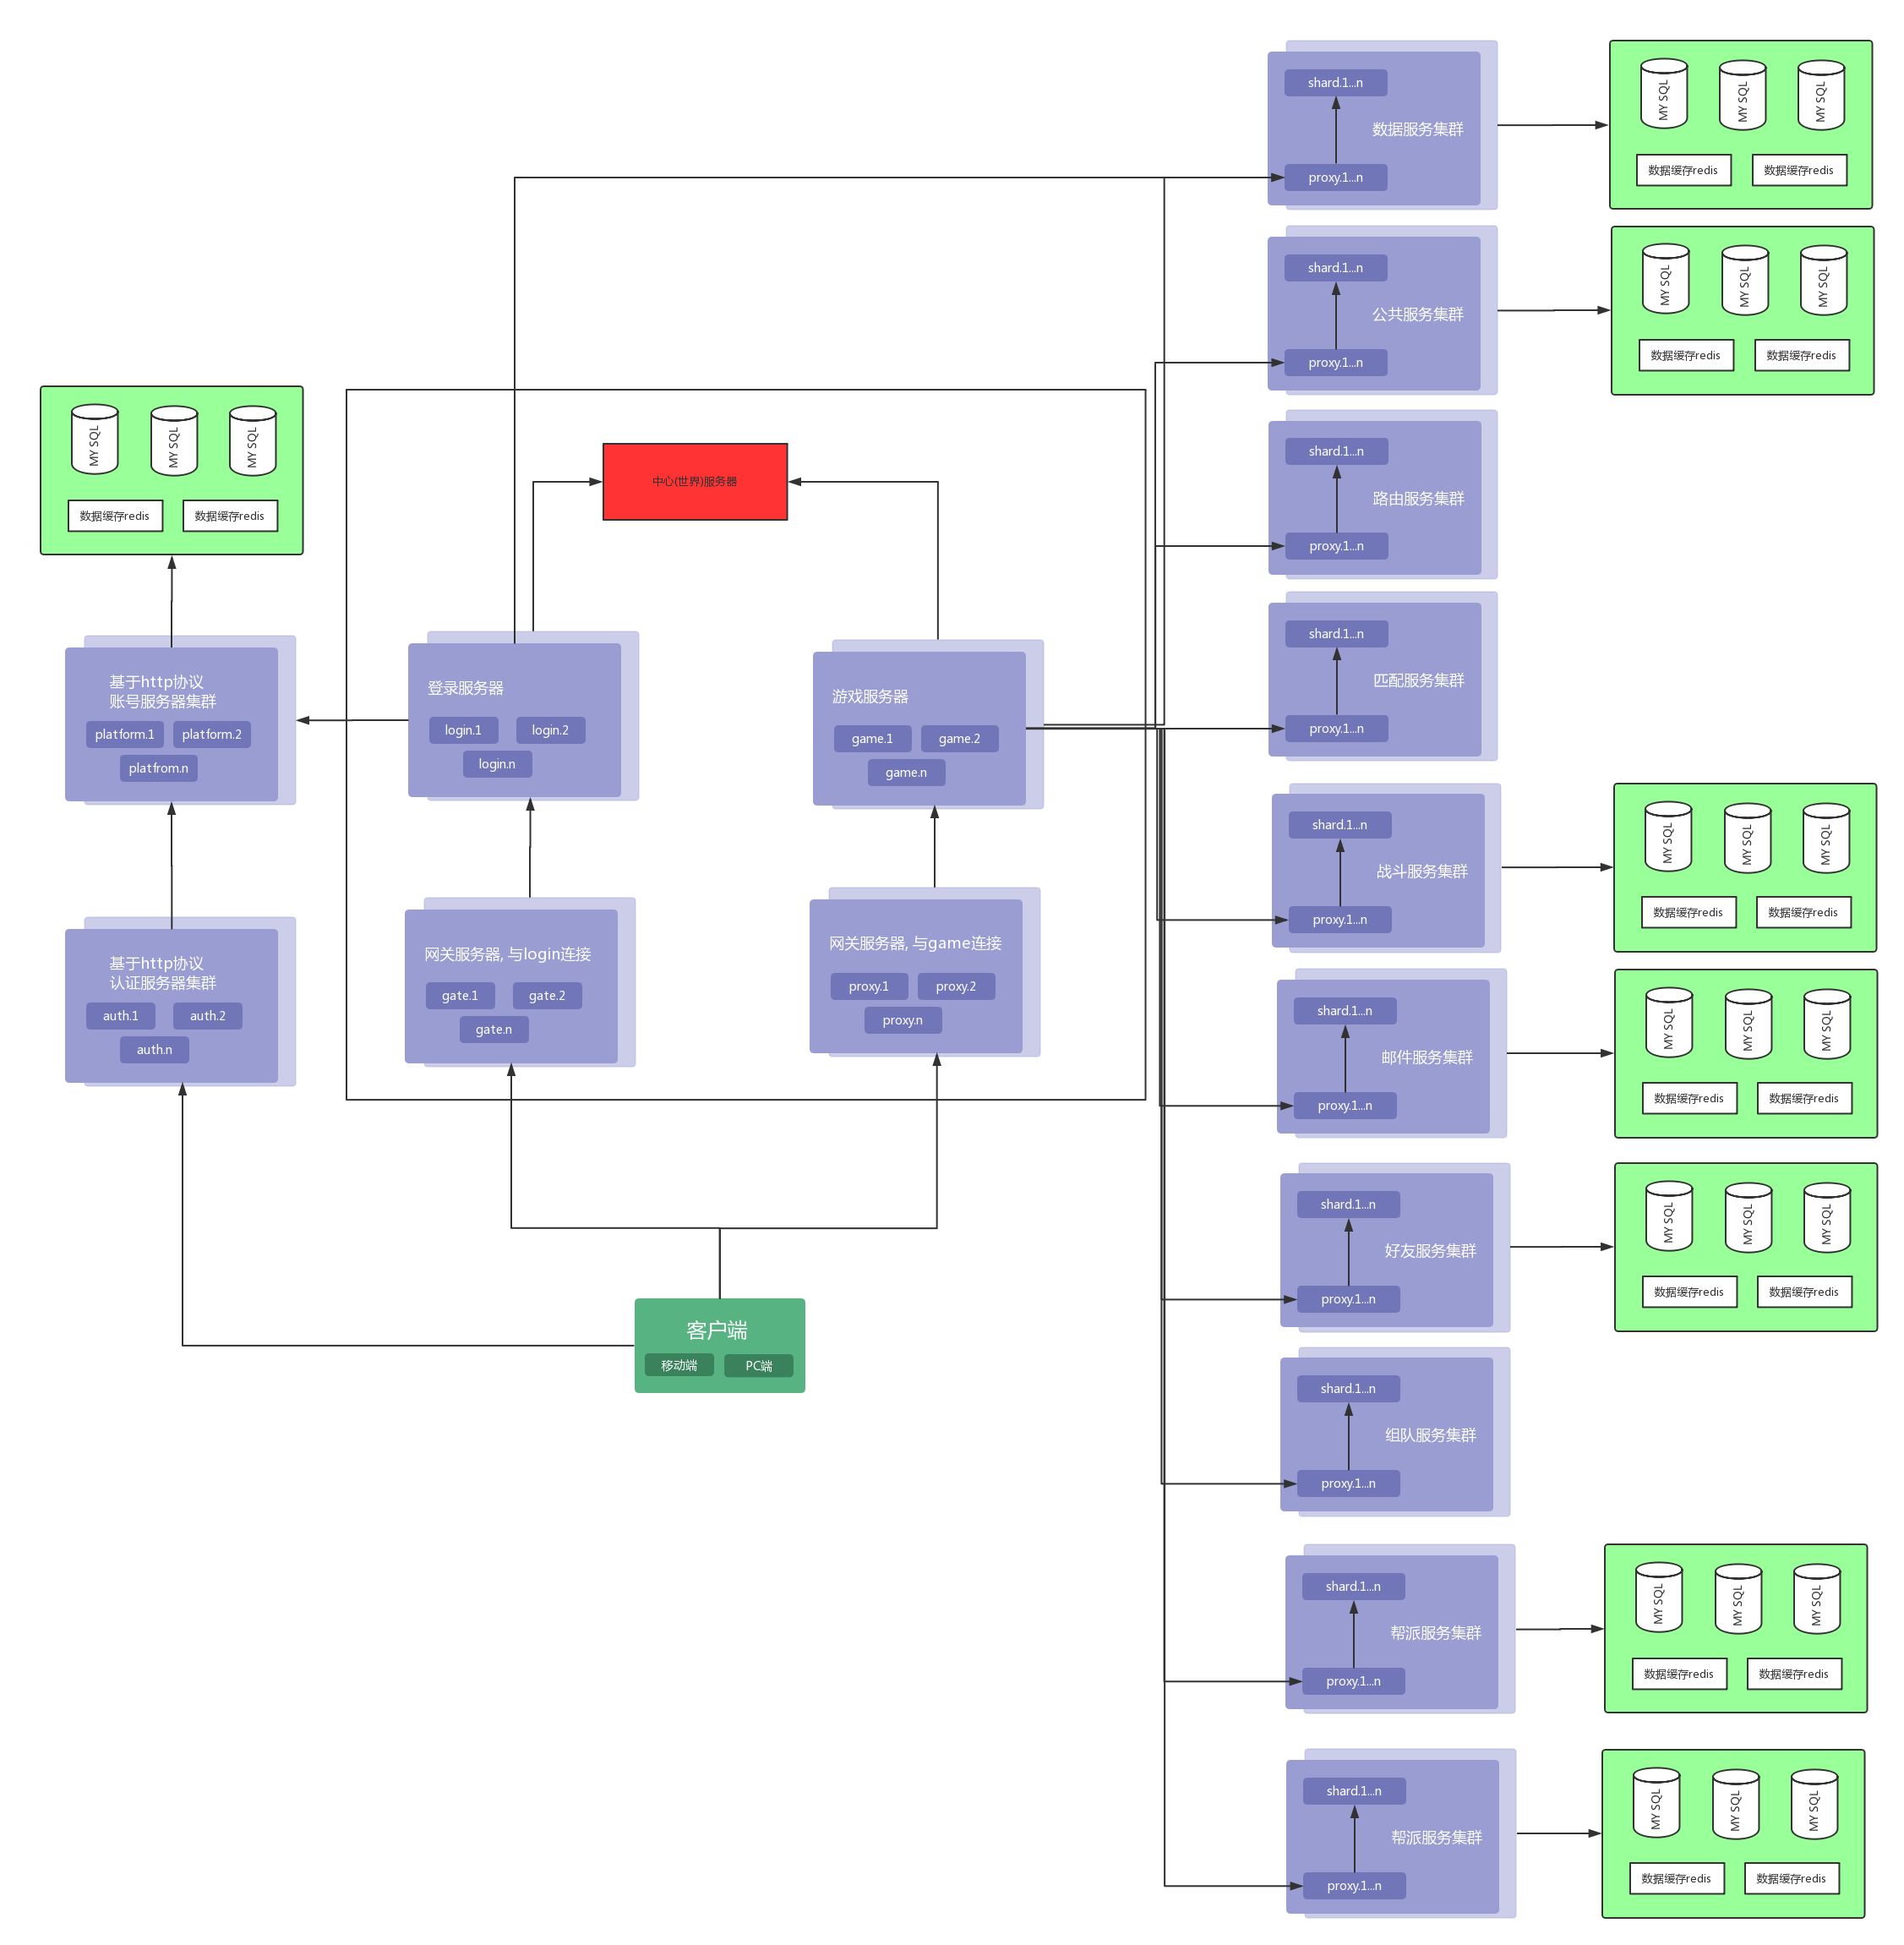 shard.1...n
数据服务集群
proxy.1...n
MY SQL
MY SQL
MY SQL
数据缓存redis
数据缓存redis
shard.1...n
公共服务集群
proxy.1...n
MY SQL
MY SQL
MY SQL
数据缓存redis
数据缓存redis
MY SQL
MY SQL
MY SQL
数据缓存redis
数据缓存redis
中心(世界)服务器
shard.1...n
路由服务集群
proxy.1...n
基于http协议
账号服务器集群
platform.1
platform.2
platfrom.n
登录服务器
login.1
login.2
login.n
游戏服务器
game.1
game.2
game.n
shard.1...n
匹配服务集群
proxy.1...n
shard.1...n
战斗服务集群
proxy.1...n
MY SQL
MY SQL
MY SQL
数据缓存redis
数据缓存redis
基于http协议
认证服务器集群
auth.1
auth.2
auth.n
网关服务器, 与login连接
gate.1
gate.2
gate.n
网关服务器, 与game连接
proxy.1
proxy.2
proxy.n
shard.1...n
邮件服务集群
proxy.1...n
MY SQL
MY SQL
MY SQL
数据缓存redis
数据缓存redis
shard.1...n
好友服务集群
proxy.1...n
MY SQL
MY SQL
MY SQL
数据缓存redis
数据缓存redis
客户端
移动端
PC端
shard.1...n
组队服务集群
proxy.1...n
shard.1...n
帮派服务集群
proxy.1...n
MY SQL
MY SQL
MY SQL
数据缓存redis
数据缓存redis
shard.1...n
帮派服务集群
proxy.1...n
MY SQL
MY SQL
MY SQL
数据缓存redis
数据缓存redis